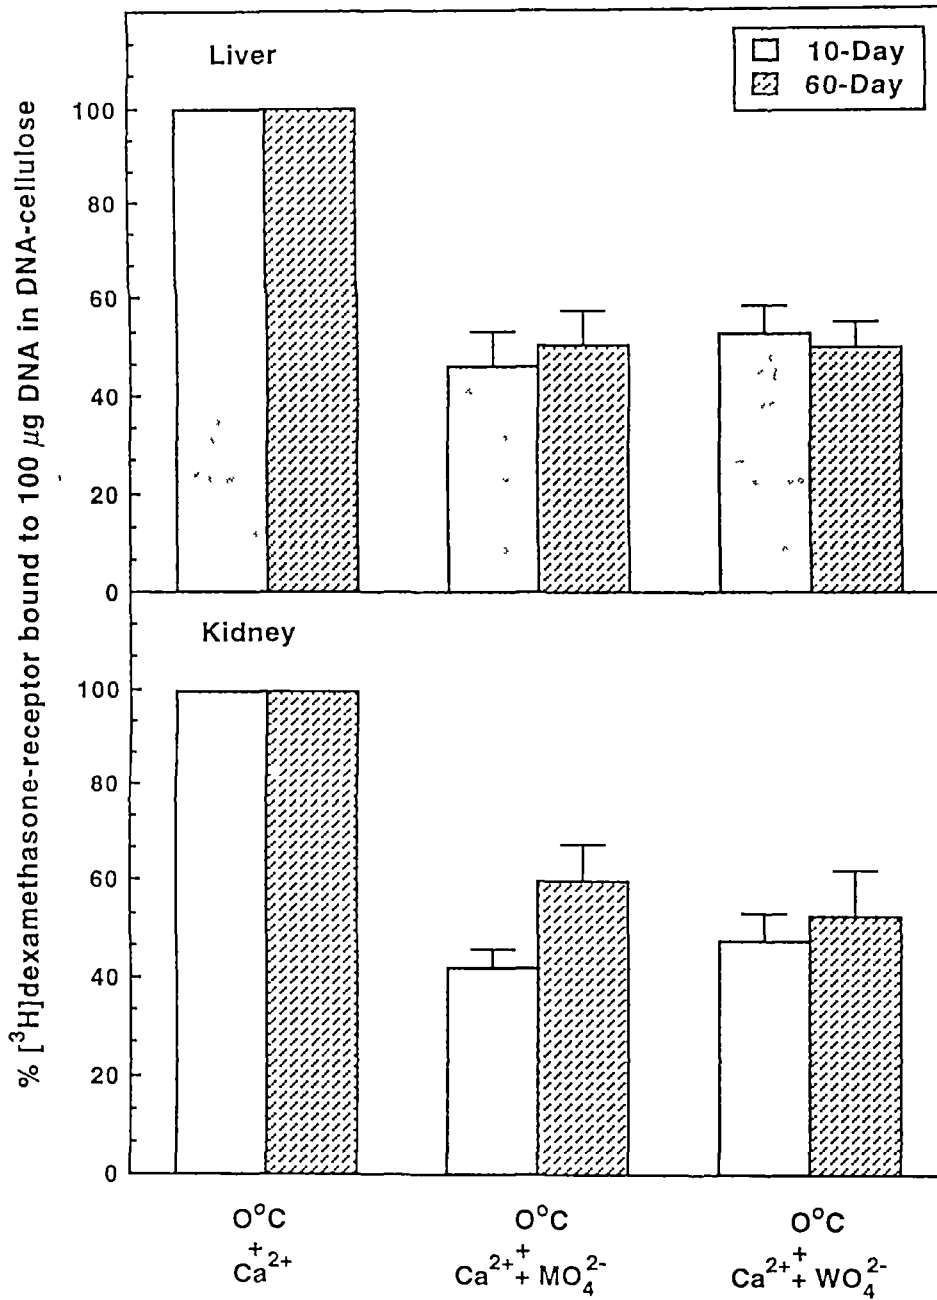 Liver
10-Day
60-Day
% [³H]dexamethasone-receptor bound to 100 µg DNA in DNA-cellulose
100
80
60
40
20
0
Kidney
100
80
60
40
20
0
O°C
+
Ca²⁺
O°C
+
Ca²⁺ + MO₄²⁻
O°C
+
Ca²⁺ + WO₄²⁻